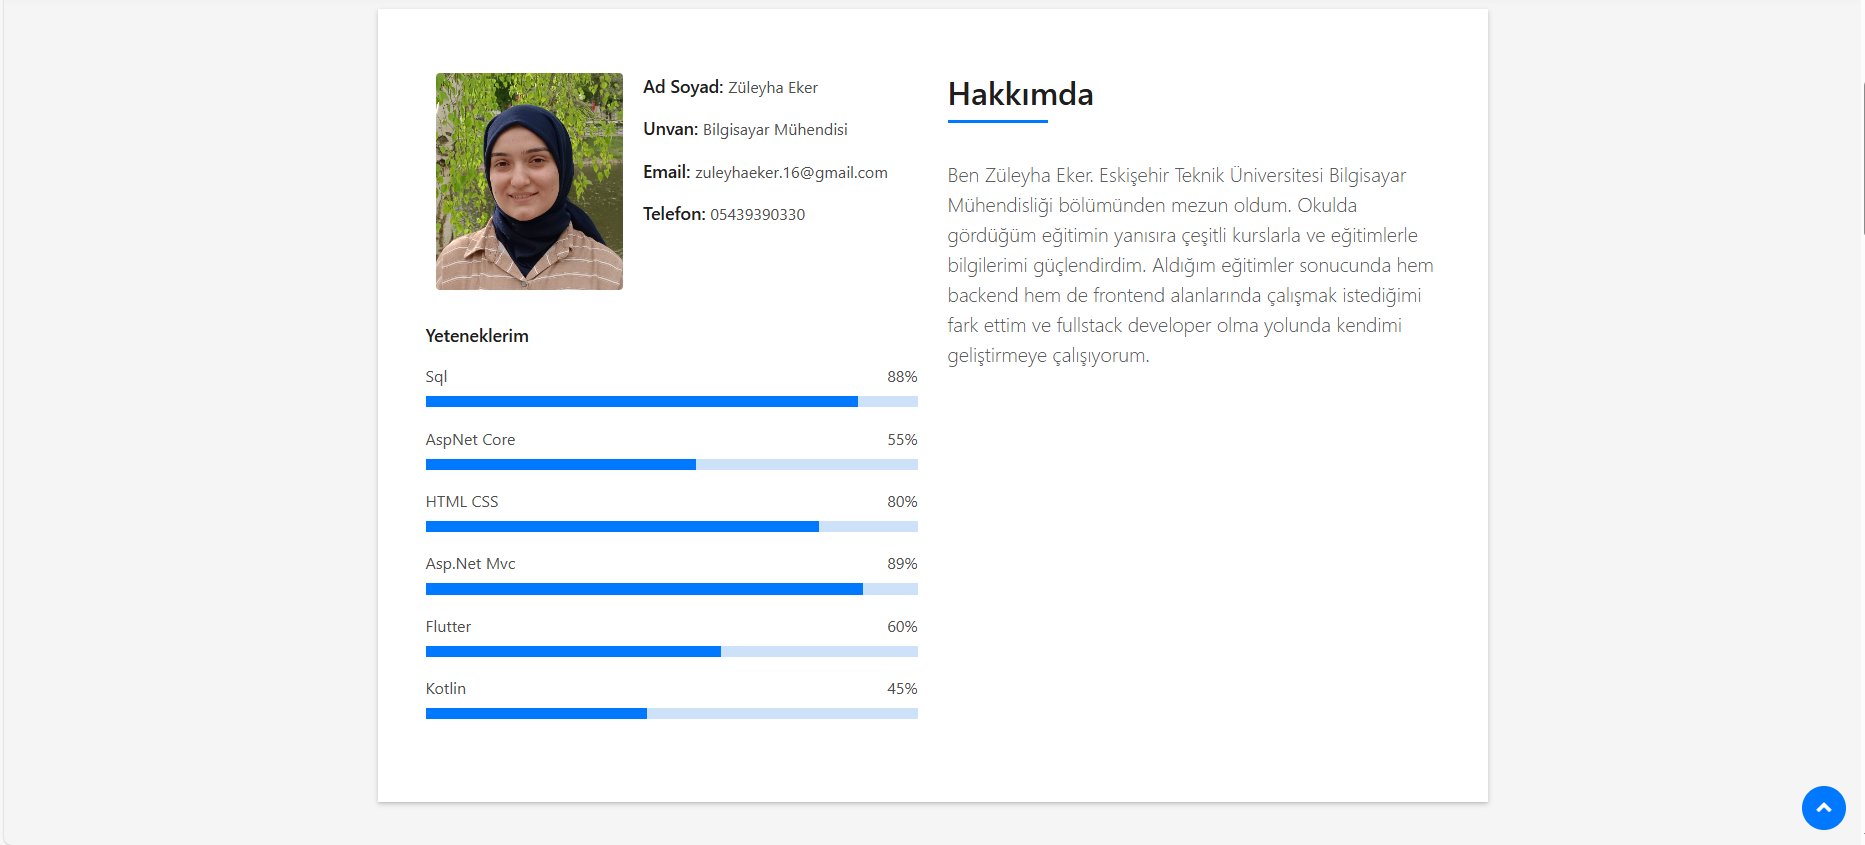 Ad Soyad: Züleyha Eker
Unvan: Bilgisayar Mühendisi
Email: zuleyhaeker.16@gmail.com
Telefon: 05439390330
Yeteneklerim
Sql 88%
AspNet Core 55%
HTML CSS 80%
Asp.Net Mvc 89%
Flutter 60%
Kotlin 45%
Hakkımda
Ben Züleyha Eker. Eskişehir Teknik Üniversitesi Bilgisayar
Mühendisliği bölümünden mezun oldum. Okulda
gördüğüm eğitimin yanısıra çeşitli kurslarla ve eğitimlerle
bilgilerimi güçlendirdim. Aldığım eğitimler sonucunda hem
backend hem de frontend alanlarında çalışmak istediğimi
fark ettim ve fullstack developer olma yolunda kendimi
geliştirmeye çalışıyorum.